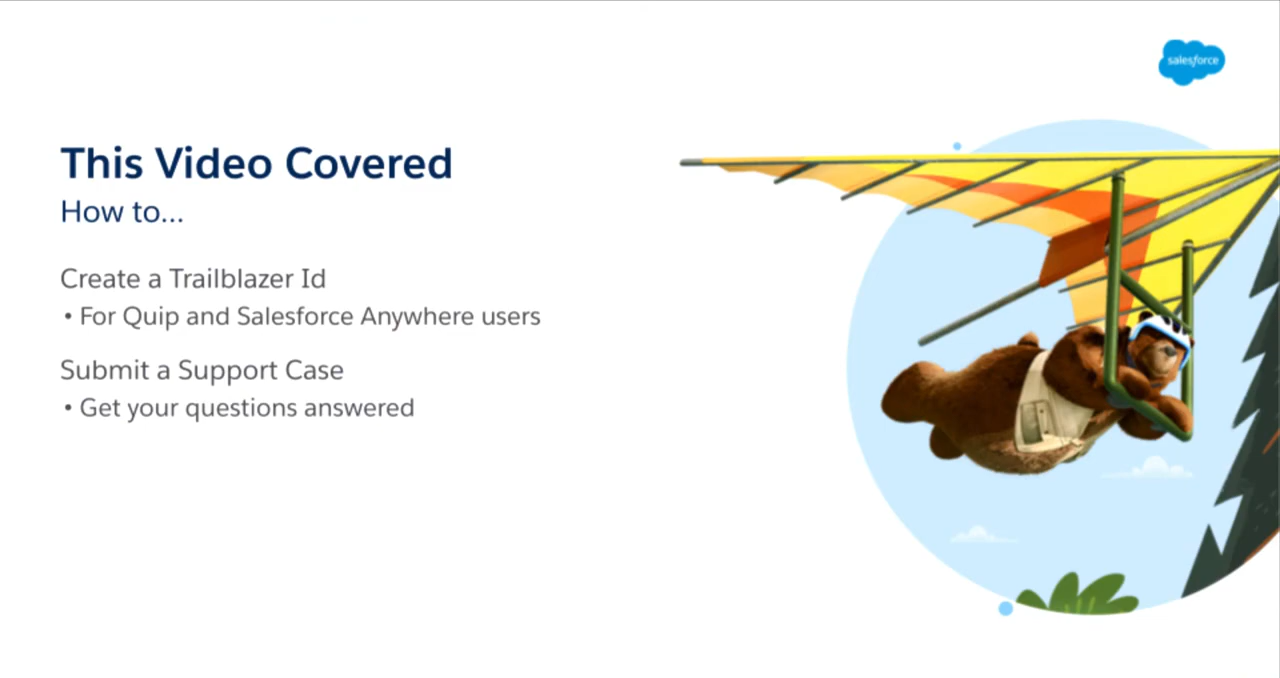 salesforce
This Video Covered
How to...
Create a Trailblazer Id
• For Quip and Salesforce Anywhere users
Submit a Support Case
• Get your questions answered